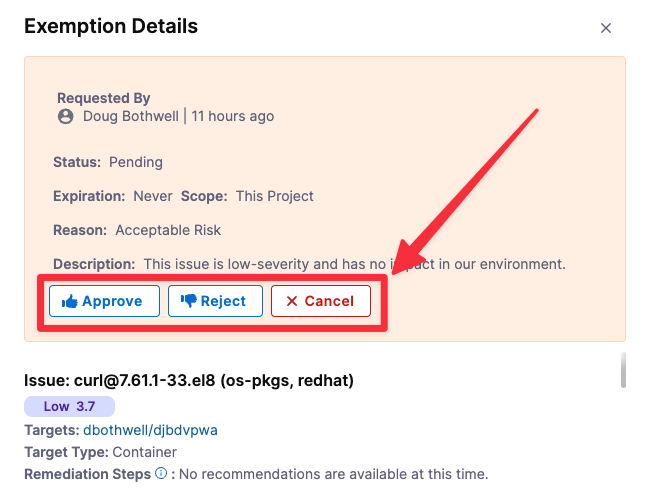 Exemption Details
Requested By
Doug Bothwell | 11 hours ago
Status: Pending
Expiration: Never Scope: This Project
Reason: Acceptable Risk
Description: This issue is low-severity and has no impact in our environment.
Approve Reject Cancel
Issue: curl@7.61.1-33.el8 (os-pkgs, redhat)
Low 3.7
Targets: dbothwell/djbdvpwa
Target Type: Container
Remediation Steps : No recommendations are available at this time.